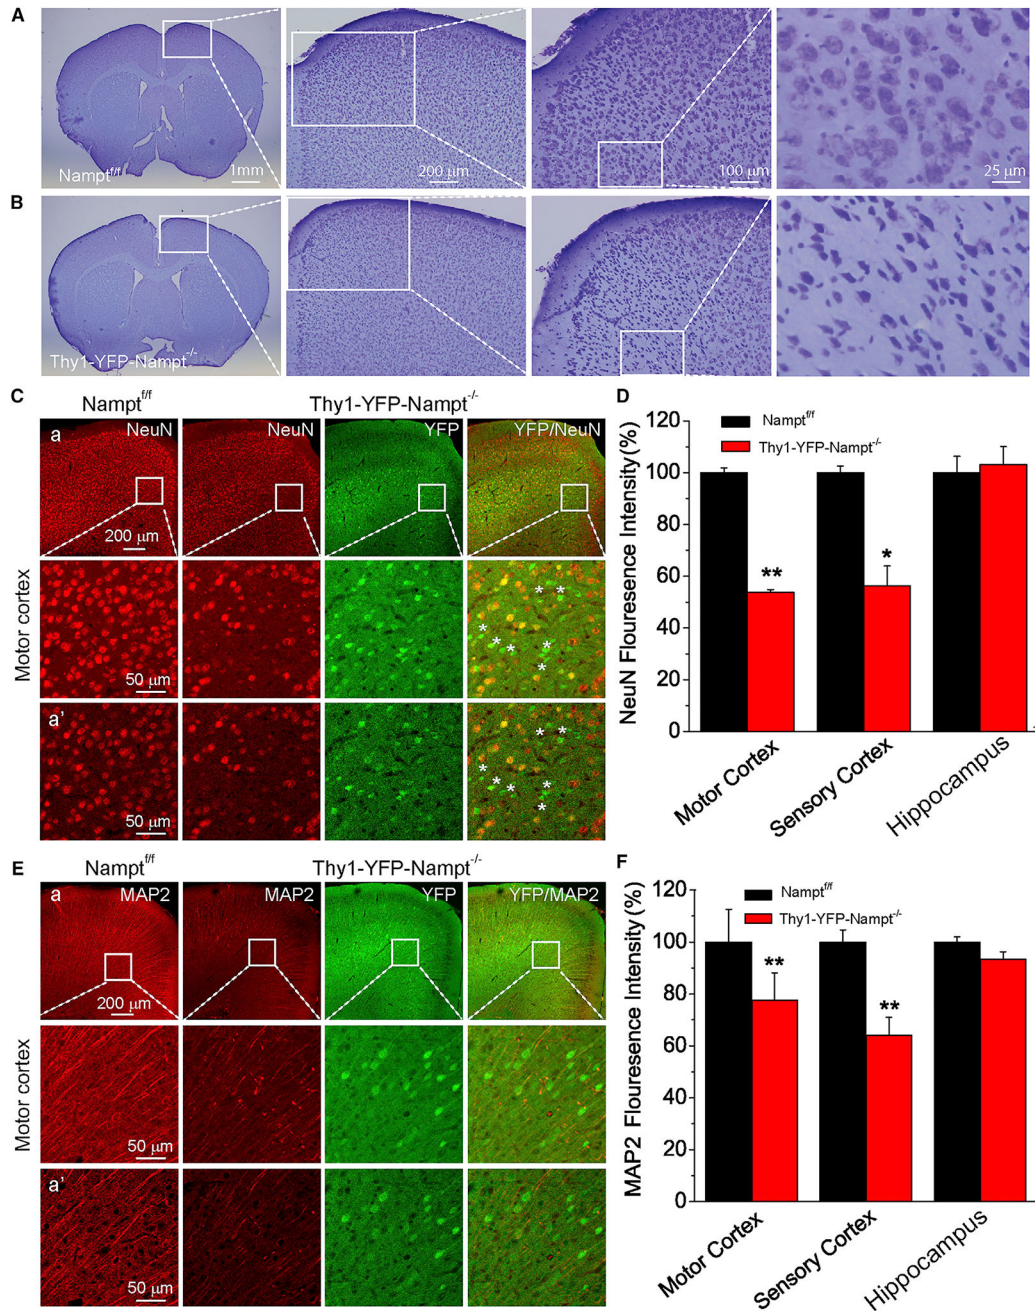 A
Nampt^f/f
1mm
200 μm
100 μm
25 μm
B
Thy1-YFP-Nampt^-/-
C
Nampt^f/f
Thy1-YFP-Nampt^-/-
a
NeuN
NeuN
YFP
YFP/NeuN
200 μm
Motor cortex
* *
* *
* * *
*
50 μm
a'
* *
* *
* * *
*
50 μm
D
NeuN Flouresence Intensity (%)
120
100
80
60
40
20
0
Nampt^f/f
Thy1-YFP-Nampt^-/-
**
*
Motor Cortex
Sensory Cortex
Hippocampus
E
Nampt^f/f
Thy1-YFP-Nampt^-/-
a
MAP2
MAP2
YFP
YFP/MAP2
200 μm
Motor cortex
50 μm
a'
50 μm
F
MAP2 Flouresence Intensity (%)
120
100
80
60
40
20
0
Nampt^f/f
Thy1-YFP-Nampt^-/-
**
**
Motor Cortex
Sensory Cortex
Hippocampus